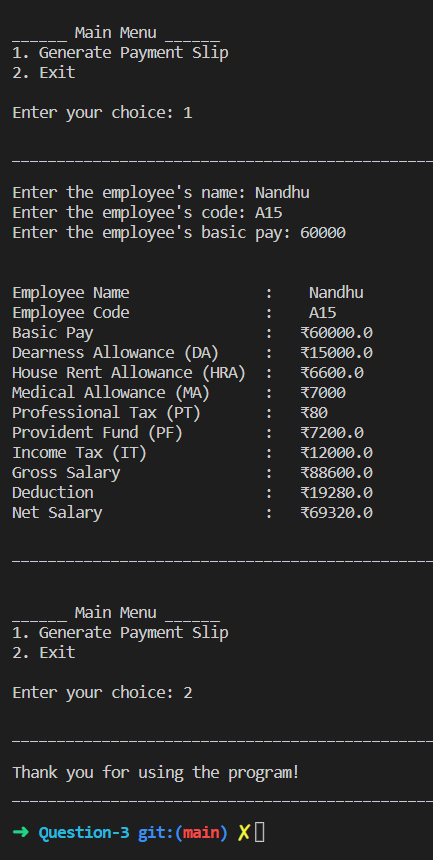 ______ Main Menu ______
1. Generate Payment Slip
2. Exit
Enter your choice: 1
_______________________________________________
Enter the employee's name: Nandhu
Enter the employee's code: A15
Enter the employee's basic pay: 60000
Employee Name : Nandhu
Employee Code : A15
Basic Pay : ₹60000.0
Dearness Allowance (DA) : ₹15000.0
House Rent Allowance (HRA) : ₹6600.0
Medical Allowance (MA) : ₹7000
Professional Tax (PT) : ₹80
Provident Fund (PF) : ₹7200.0
Income Tax (IT) : ₹12000.0
Gross Salary : ₹88600.0
Deduction : ₹19280.0
Net Salary : ₹69320.0
_______________________________________________
______ Main Menu ______
1. Generate Payment Slip
2. Exit
Enter your choice: 2
_______________________________________________
Thank you for using the program!
_______________________________________________
➜ Question-3 git:(main) ✗